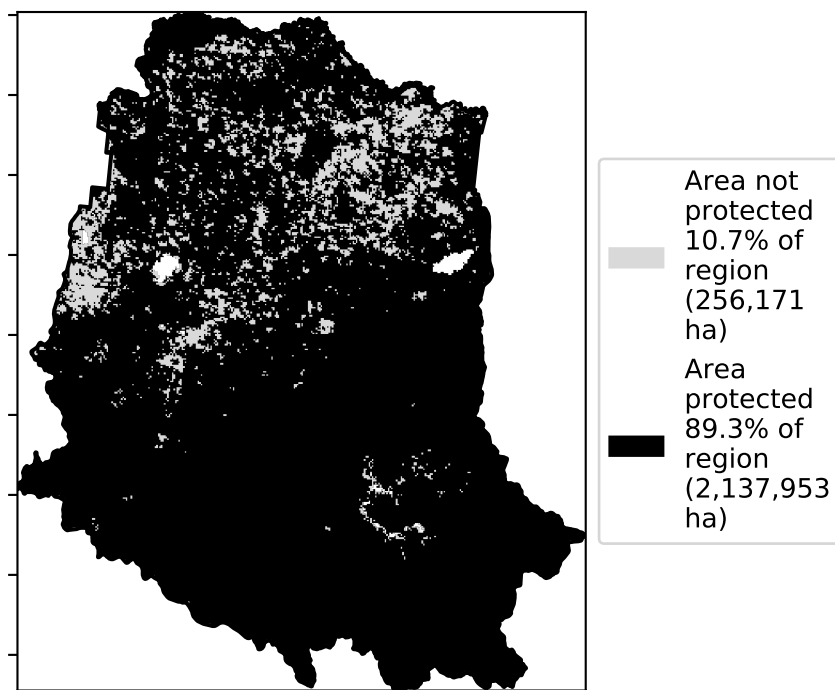 Area not
protected
10.7% of
region
(256,171
ha)
Area
protected
89.3% of
region
(2,137,953
ha)